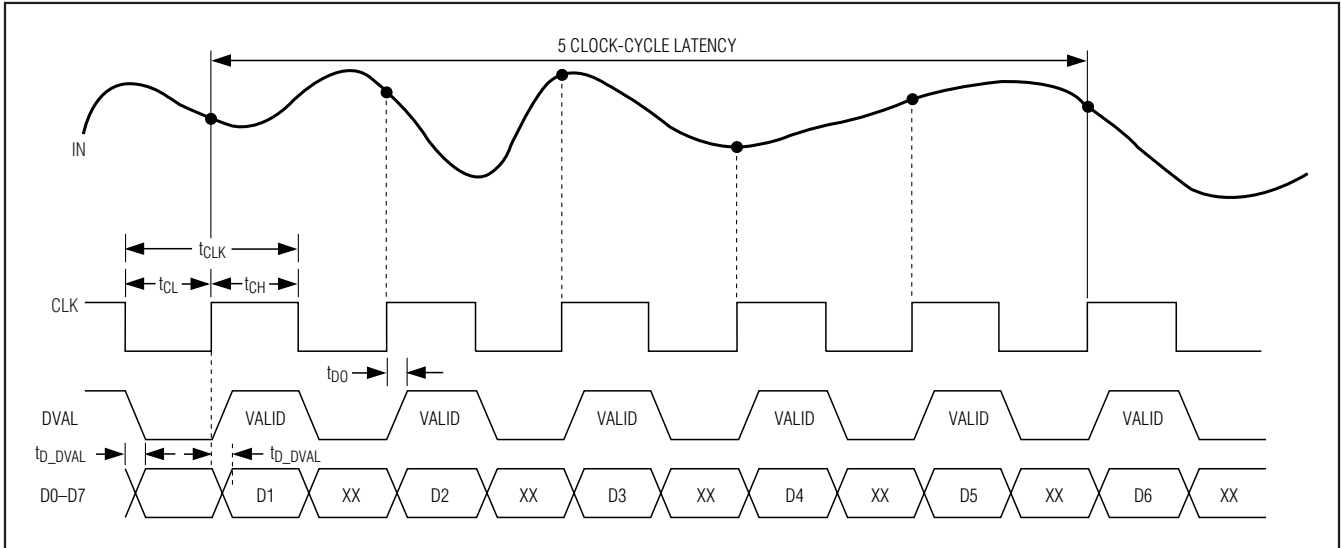 5 CLOCK-CYCLE LATENCY
IN
tCLK
tCL
tCH
CLK
tDO
DVAL VALID VALID VALID VALID VALID VALID
tD_DVAL tD_DVAL
D0–D7 D1 XX D2 XX D3 XX D4 XX D5 XX D6 XX